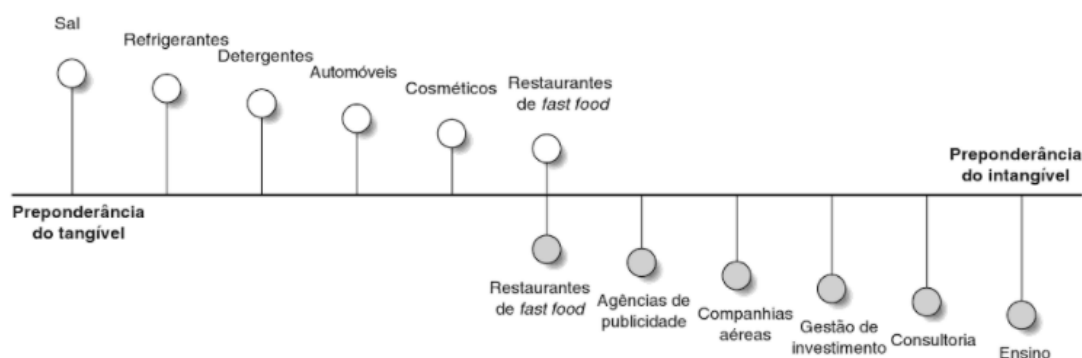 Sal
Refrigerantes
Detergentes
Automóveis
Cosméticos
Restaurantes
de fast food
Preponderância
do intangível
Preponderância
do tangível
Restaurantes
de fast food
Agências de
publicidade
Companhias
aéreas
Gestão de
investimento
Consultoria
Ensino